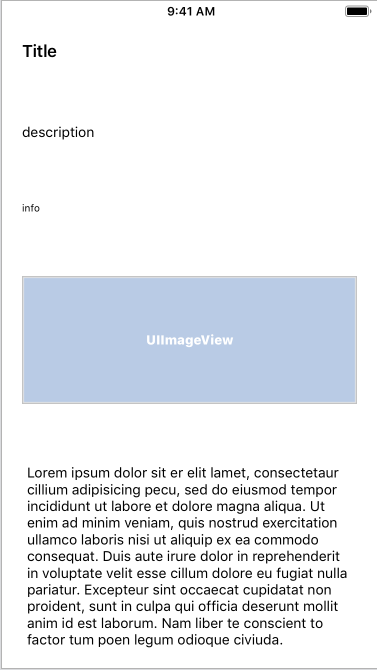 9:41 AM
Title
description
info
UIImageView
Lorem ipsum dolor sit er elit lamet, consectetaur
cillium adipisicing pecu, sed do eiusmod tempor
incididunt ut labore et dolore magna aliqua. Ut
enim ad minim veniam, quis nostrud exercitation
ullamco laboris nisi ut aliquip ex ea commodo
consequat. Duis aute irure dolor in reprehenderit
in voluptate velit esse cillum dolore eu fugiat nulla
pariatur. Excepteur sint occaecat cupidatat non
proident, sunt in culpa qui officia deserunt mollit
anim id est laborum. Nam liber te conscient to
factor tum poen legum odioque civiuda.